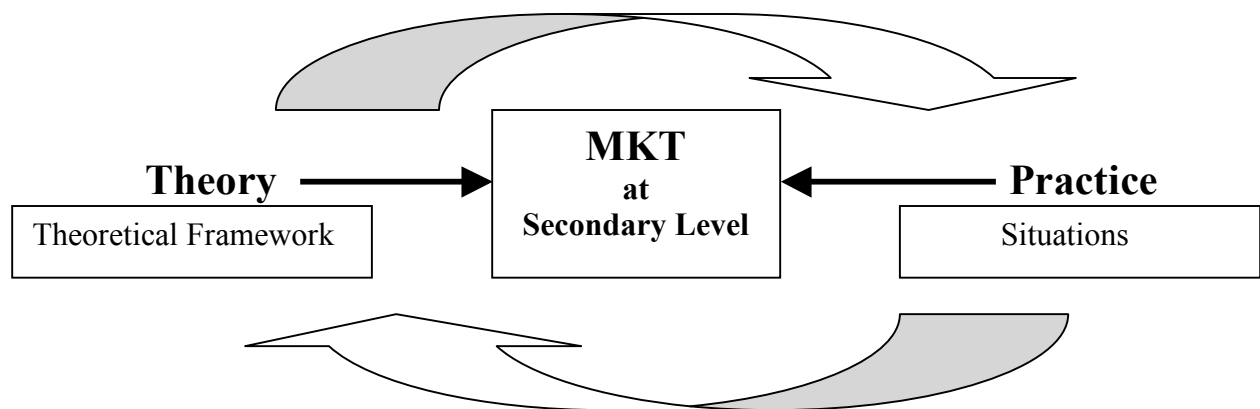 MKT
at
Secondary Level
Theory
Theoretical Framework
Practice
Situations